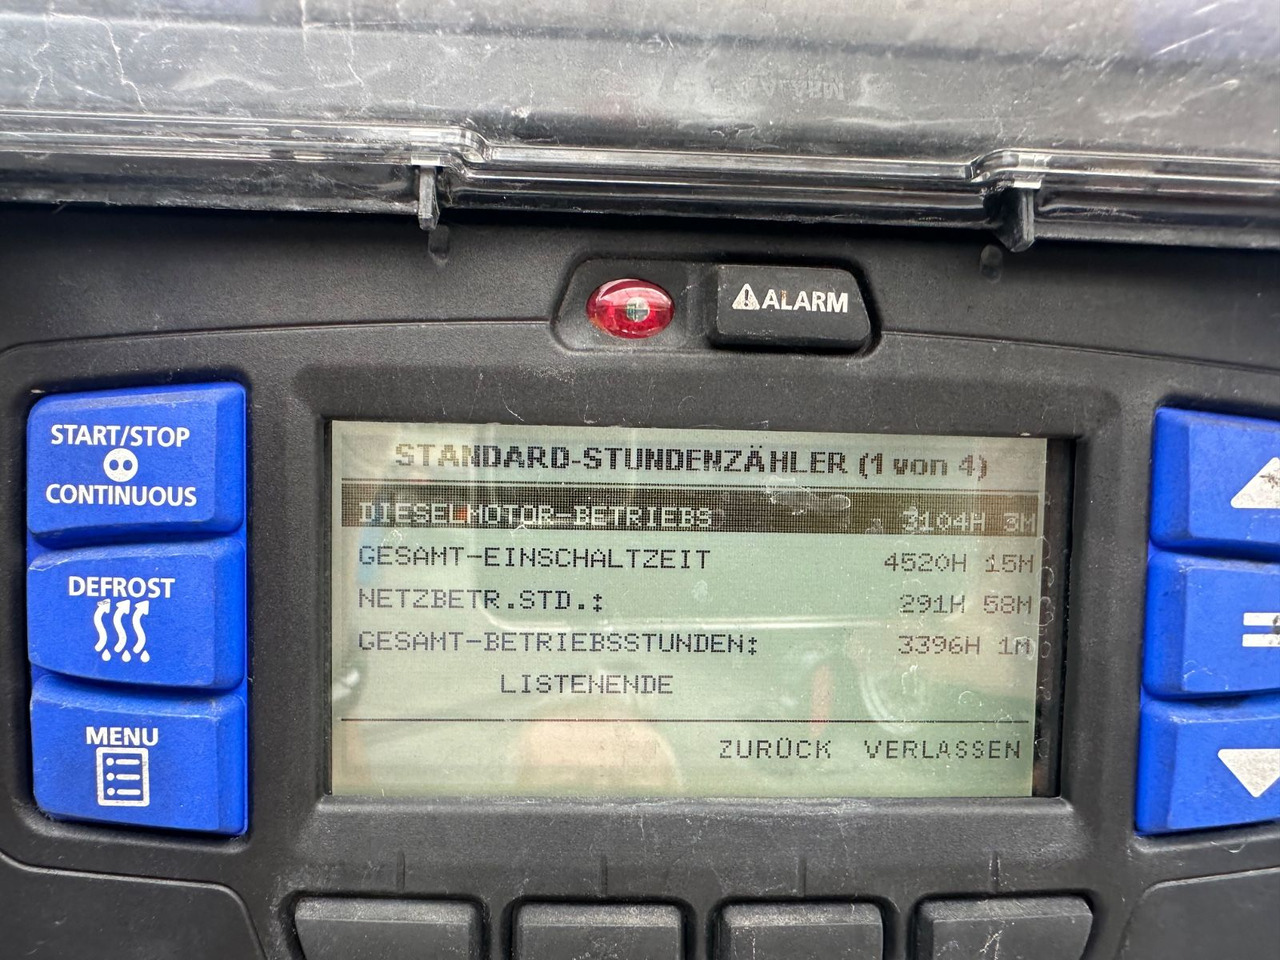 ALARM
START/STOP
CONTINUOUS
DEFROST
MENU
STANDARD-STUNDENZÄHLER (1 von 4)
DIESELMOTOR-BETRIEBS 3104H 3M
GESAMT-EINSCHALTZEIT 4520H 15M
NETZBETR.STD.: 291H 58M
GESAMT-BETRIEBSSTUNDEN: 3396H 1M
LISTENENDE
ZURÜCK VERLASSEN